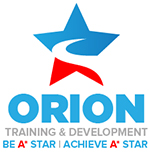 ORION
TRAINING & DEVELOPMENT
BE A* STAR | ACHIEVE A* STAR